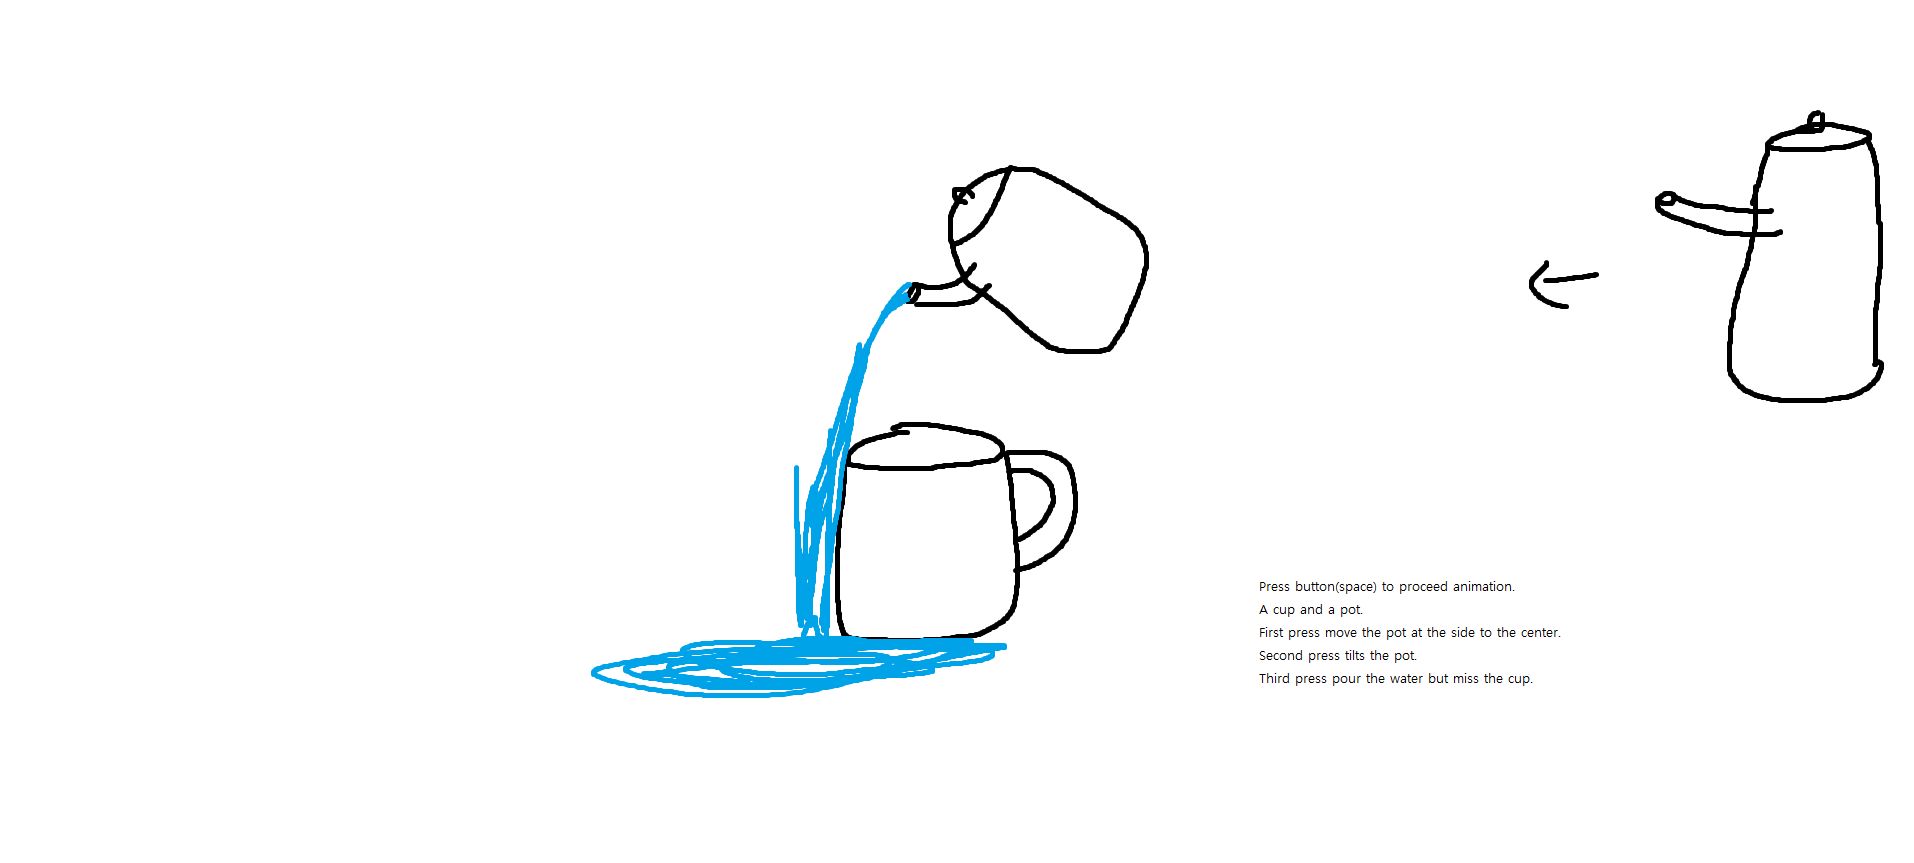 Press button(space) to proceed animation.
A cup and a pot.
First press move the pot at the side to the center.
Second press tilts the pot.
Third press pour the water but miss the cup.